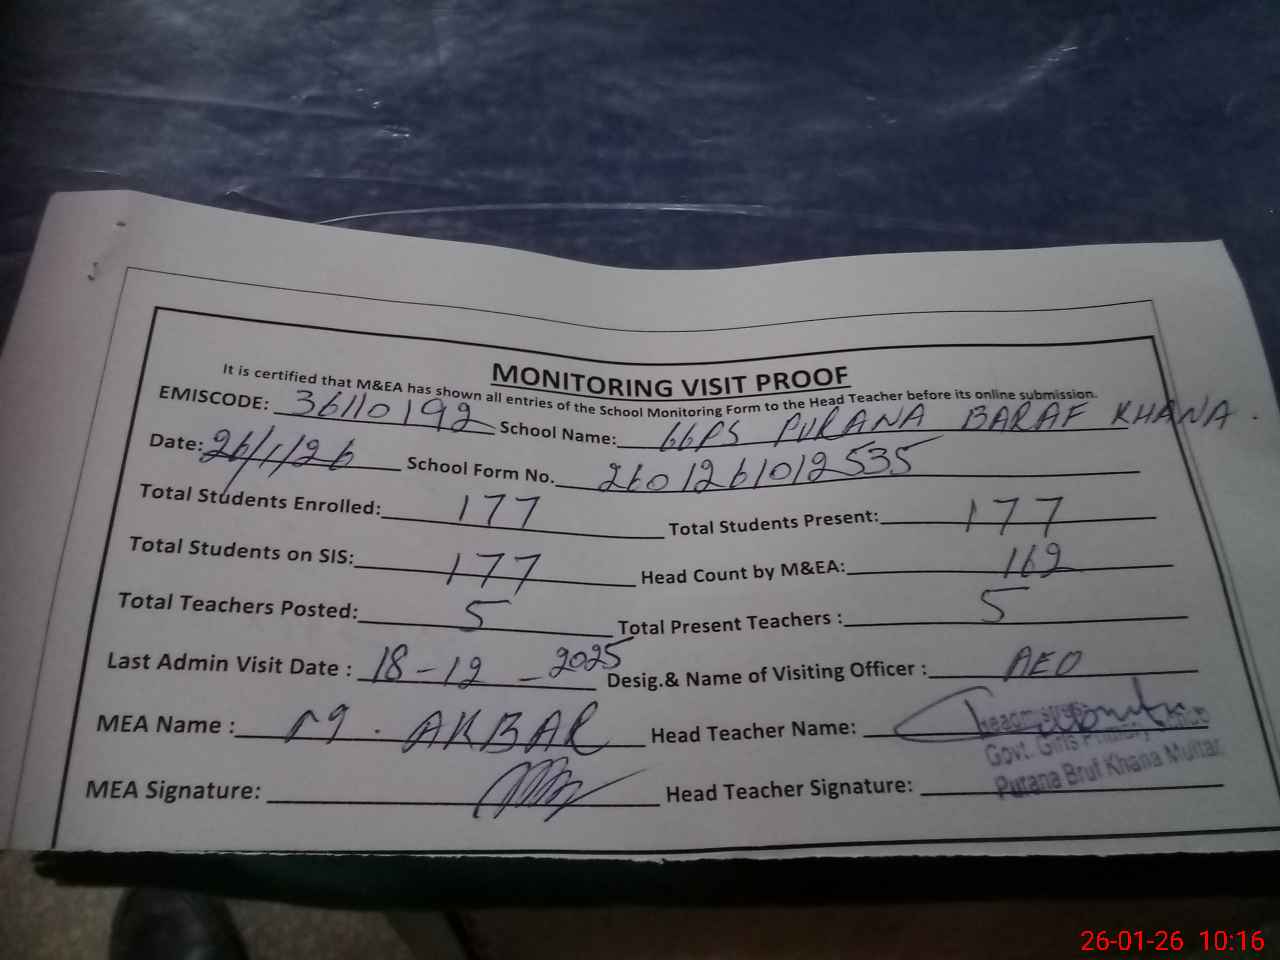 MONITORING VISIT PROOF
It is certified that M&EA has shown all entries of the School Monitoring Form to the Head Teacher before its online submission.
EMISCODE: 36110192 School Name: GGPS PURANA BARAF KHANA.
Date: 26/1/26 School Form No. 2601261012535
Total Students Enrolled: 177 Total Students Present: 177
Total Students on SIS: 177 Head Count by M&EA: 162
Total Teachers Posted: 5 Total Present Teachers : 5
Last Admin Visit Date : 18-12-2025 Desig.& Name of Visiting Officer : AEO
MEA Name : M. AKBAR Head Teacher Name:
Govt. Girls Primary School
MEA Signature: Head Teacher Signature:
Purana Bruf Khana Multan
26-01-26 10:16